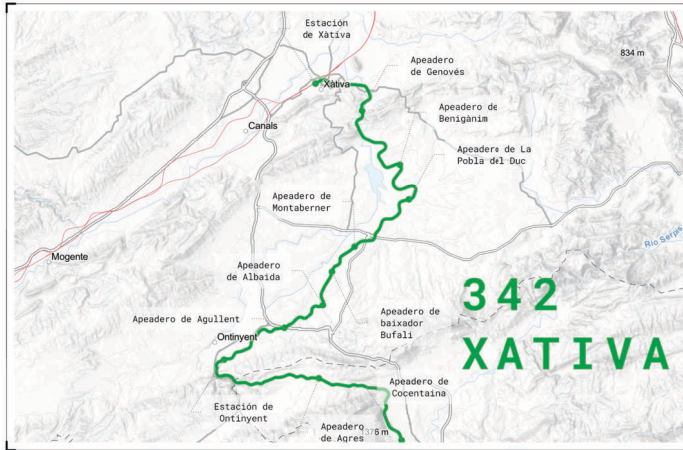 Estación
de Xàtiva
834 m
Apeadero
de Genovés
Xàtiva
Apeadero de
Benigànim
Canals
Apeadero de La
Pobla del Duc
Apeadero de
Montaberner
Mogente
Río Serpis
Apeadero
de Albaida
342
XATIVA
Apeadero de Agullent
Apeadero de
baixador
Bufali
Ontinyent
Apeadero de
Cocentaina
Estación de
Ontinyent
Apeadero
de Agres
1376 m